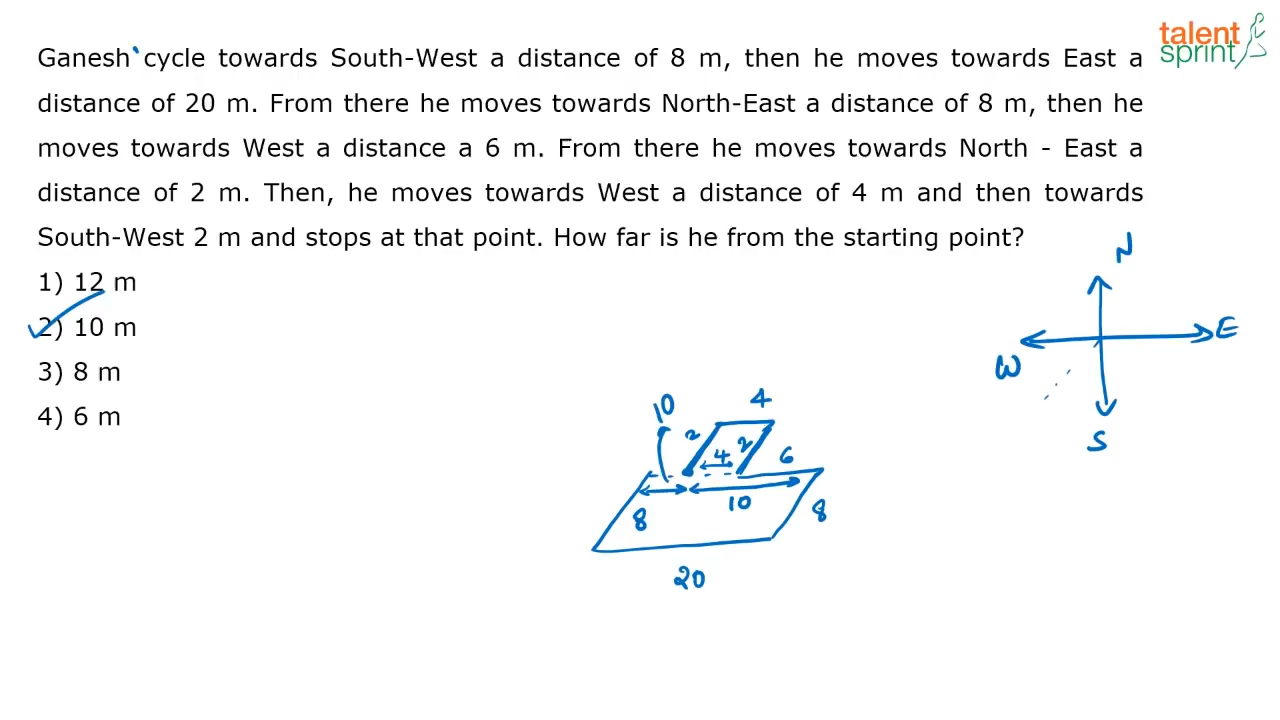 talent
sprint
Ganesh cycle towards South-West a distance of 8 m, then he moves towards East a
distance of 20 m. From there he moves towards North-East a distance of 8 m, then he
moves towards West a distance a 6 m. From there he moves towards North - East a
distance of 2 m. Then, he moves towards West a distance of 4 m and then towards
South-West 2 m and stops at that point. How far is he from the starting point?
1) 12 m
2) 10 m
3) 8 m
4) 6 m
N
W E
S
10 4
2 4 2 6
8 10 8
20